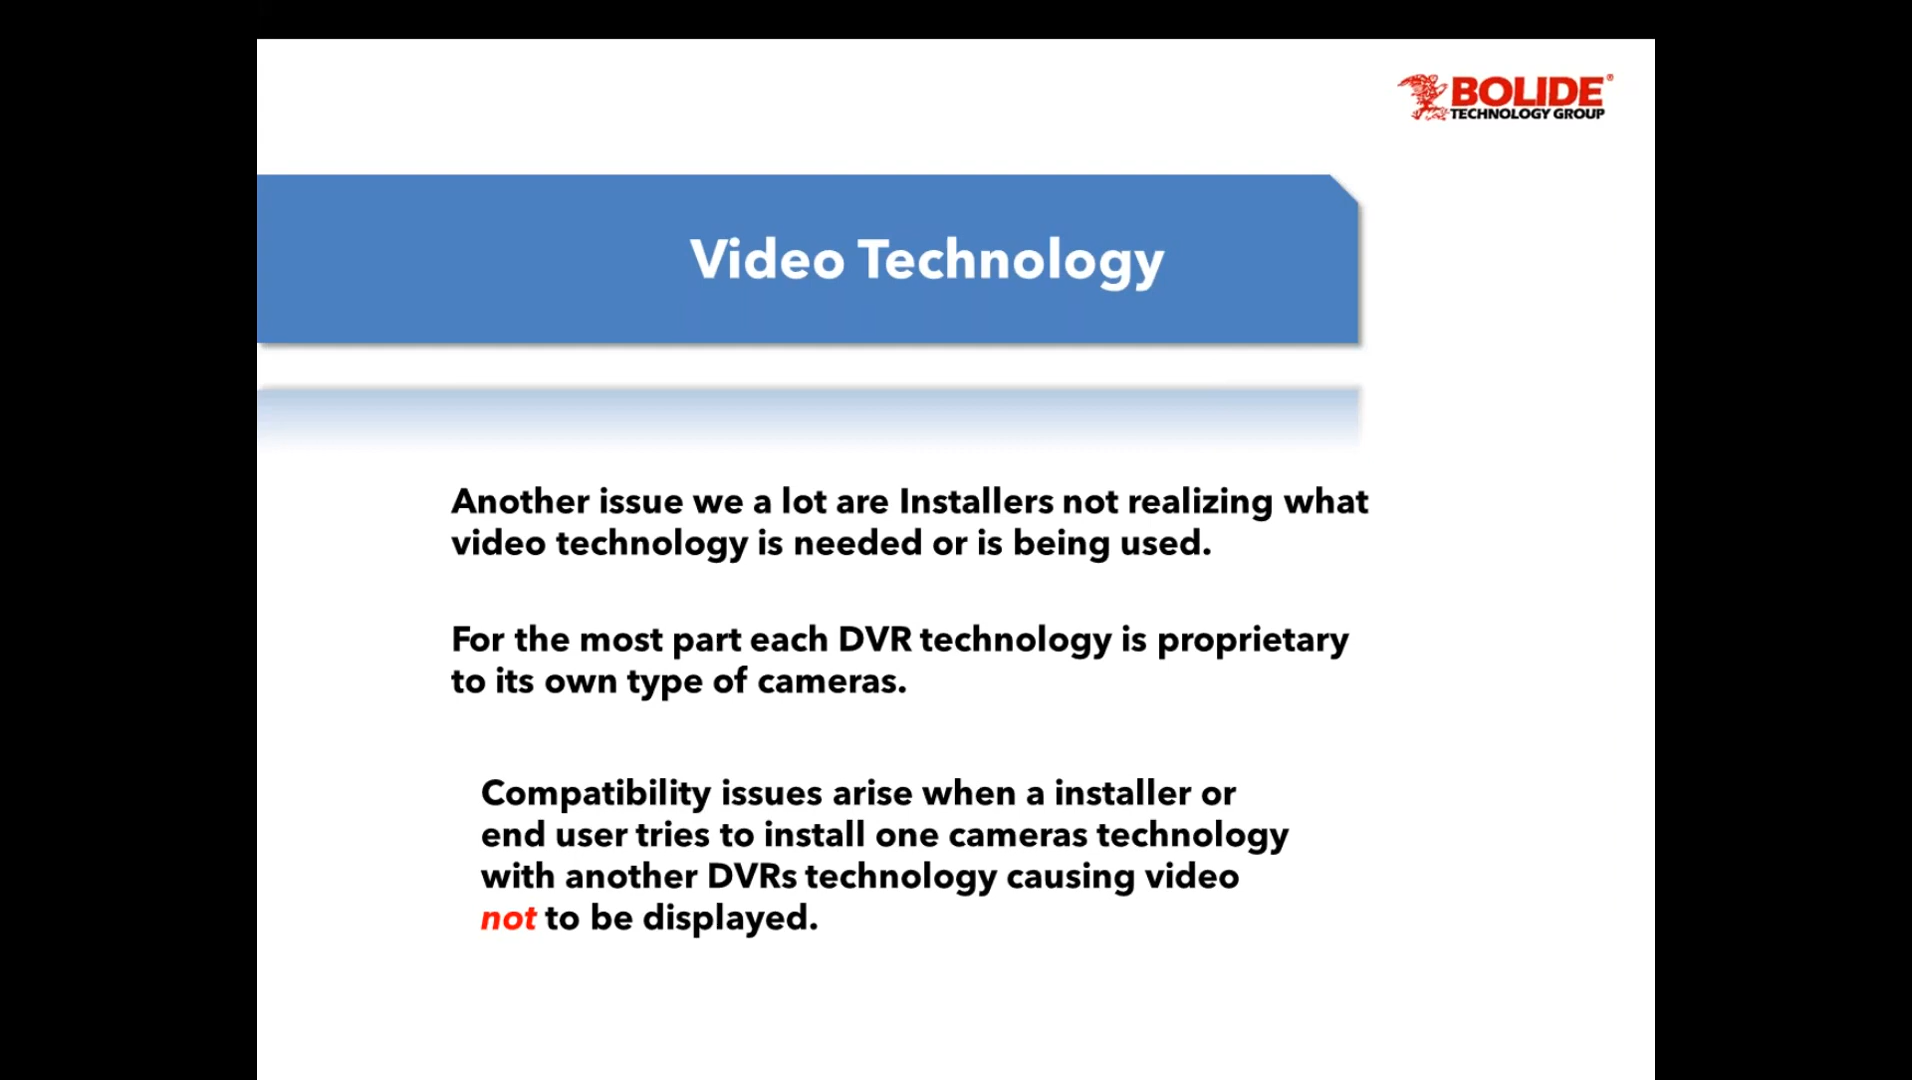 BOLIDE®
TECHNOLOGY GROUP
Video Technology
Another issue we a lot are Installers not realizing what
video technology is needed or is being used.
For the most part each DVR technology is proprietary
to its own type of cameras.
Compatibility issues arise when a installer or
end user tries to install one cameras technology
with another DVRs technology causing video
not to be displayed.